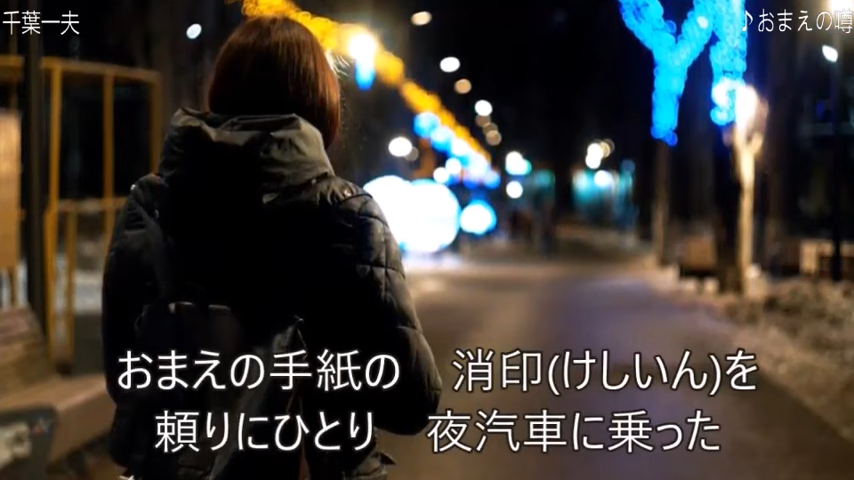 千葉一夫
♪おまえの噂
おまえの手紙の　消印(けしいん)を
頼りにひとり　夜汽車に乗った